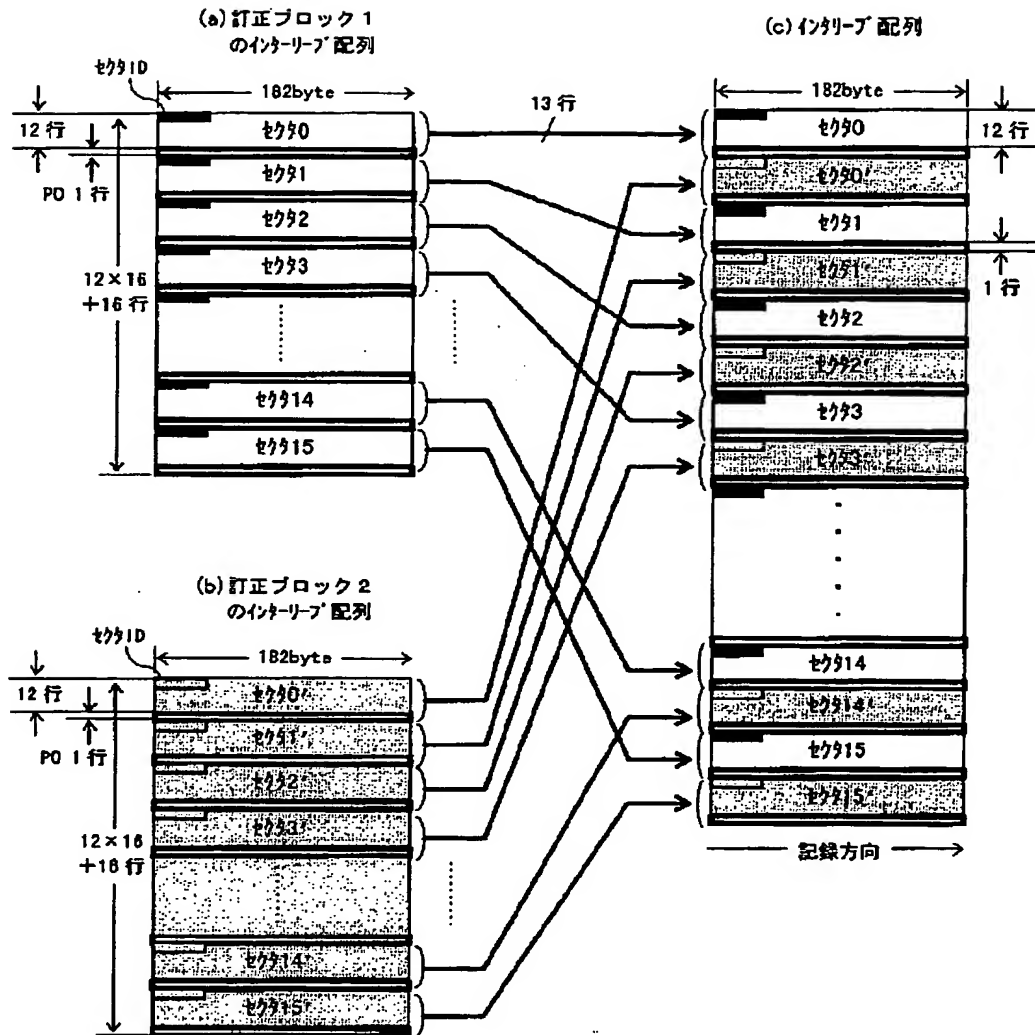 (a)訂正ブロック1
のインターリーブ配列
セクタID
182byte
12行
PO 1行
12×16
+16行
セクタ0
セクタ1
セクタ2
セクタ3
セクタ14
セクタ15
13行
(b)訂正ブロック2
のインターリーブ配列
セクタID
182byte
12行
PO 1行
12×16
+16行
セクタ0'
セクタ1'
セクタ2'
セクタ3'
セクタ14'
セクタ15'
(c)インタリーブ配列
182byte
12行
1行
セクタ0
セクタ0'
セクタ1
セクタ1'
セクタ2
セクタ2'
セクタ3
セクタ3'
セクタ14
セクタ14'
セクタ15
セクタ15'
記録方向